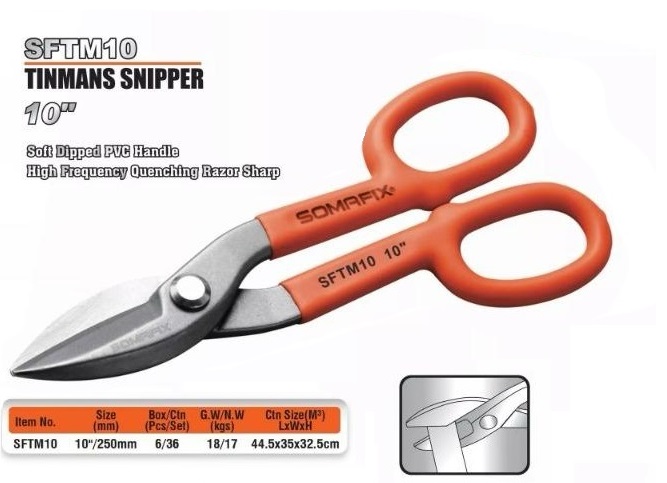 SFTM10
TINMANS SNIPPER
10"
Soft Dipped PVC Handle
High Frequency Quenching Razor Sharp
SOMAFIX®
SFTM10 10"
SOMAFIX
Item No. Size (mm) Box/Ctn (Pcs/Set) G.W/N.W (kgs) Ctn Size(M³) LxWxH
SFTM10 10"/250mm 6/36 18/17 44.5x35x32.5cm